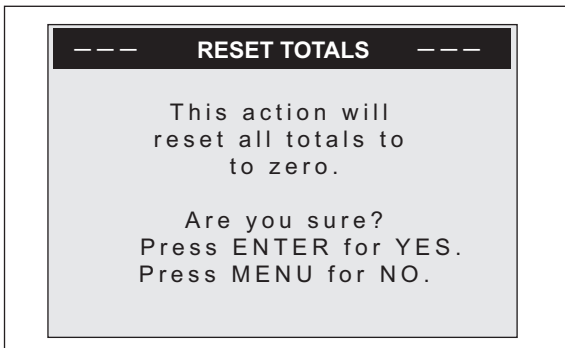 ——— RESET TOTALS ———
This action will
reset all totals to
to zero.
Are you sure?
Press ENTER for YES.
Press MENU for NO.